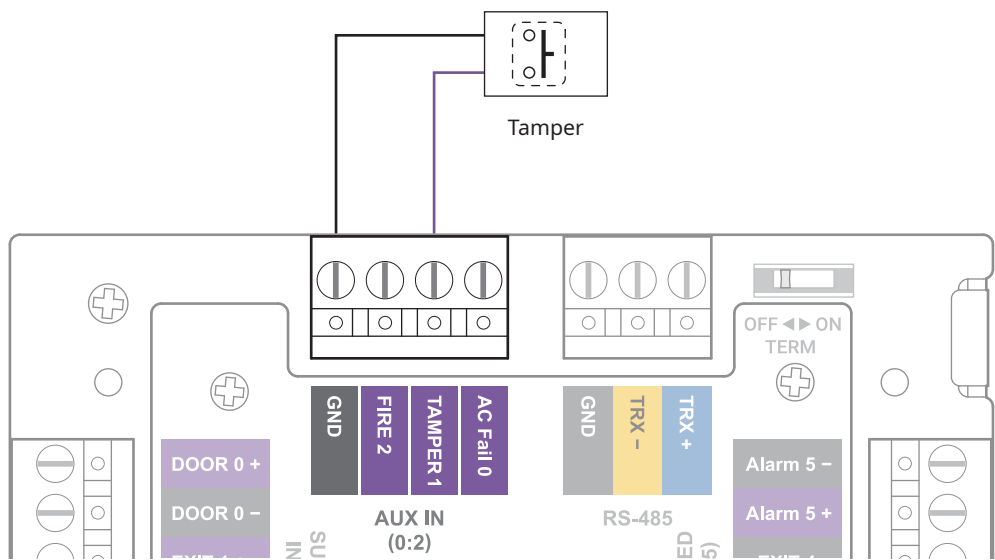 Tamper
OFF ◀▶ ON
TERM
GND
FIRE 2
TAMPER 1
AC Fail 0
GND
TRX −
TRX +
DOOR 0 +
Alarm 5 −
DOOR 0 −
AUX IN
(0:2)
RS-485
Alarm 5 +